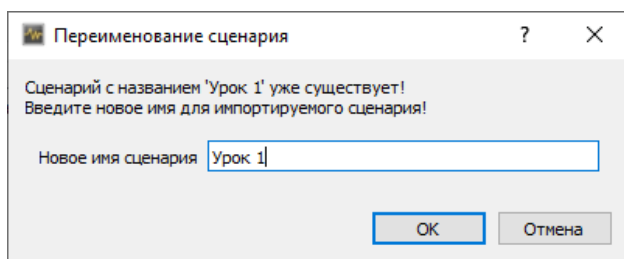 Переименование сценария
Сценарий с названием 'Урок 1' уже существует!
Введите новое имя для импортируемого сценария!
Новое имя сценария Урок 1
OK Отмена